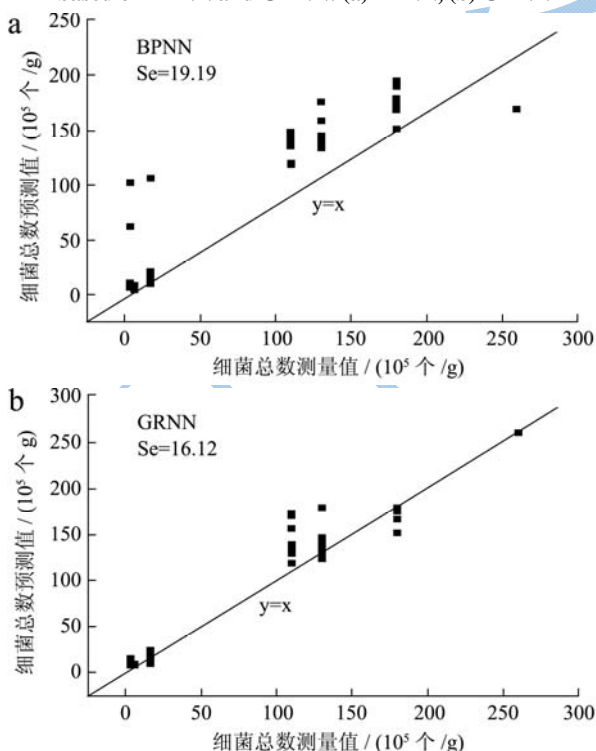 a
BPNN
Se=19.19
y=x
250
200
150
100
50
0
0 50 100 150 200 250 300
细菌总数预测值 / (10⁵ 个 /g)
细菌总数测量值 / (10⁵ 个 /g)
b
GRNN
Se=16.12
y=x
300
250
200
150
100
50
0
0 50 100 150 200 250 300
细菌总数预测值 / (10⁵ 个 g)
细菌总数测量值 / (10⁵ 个 /g)